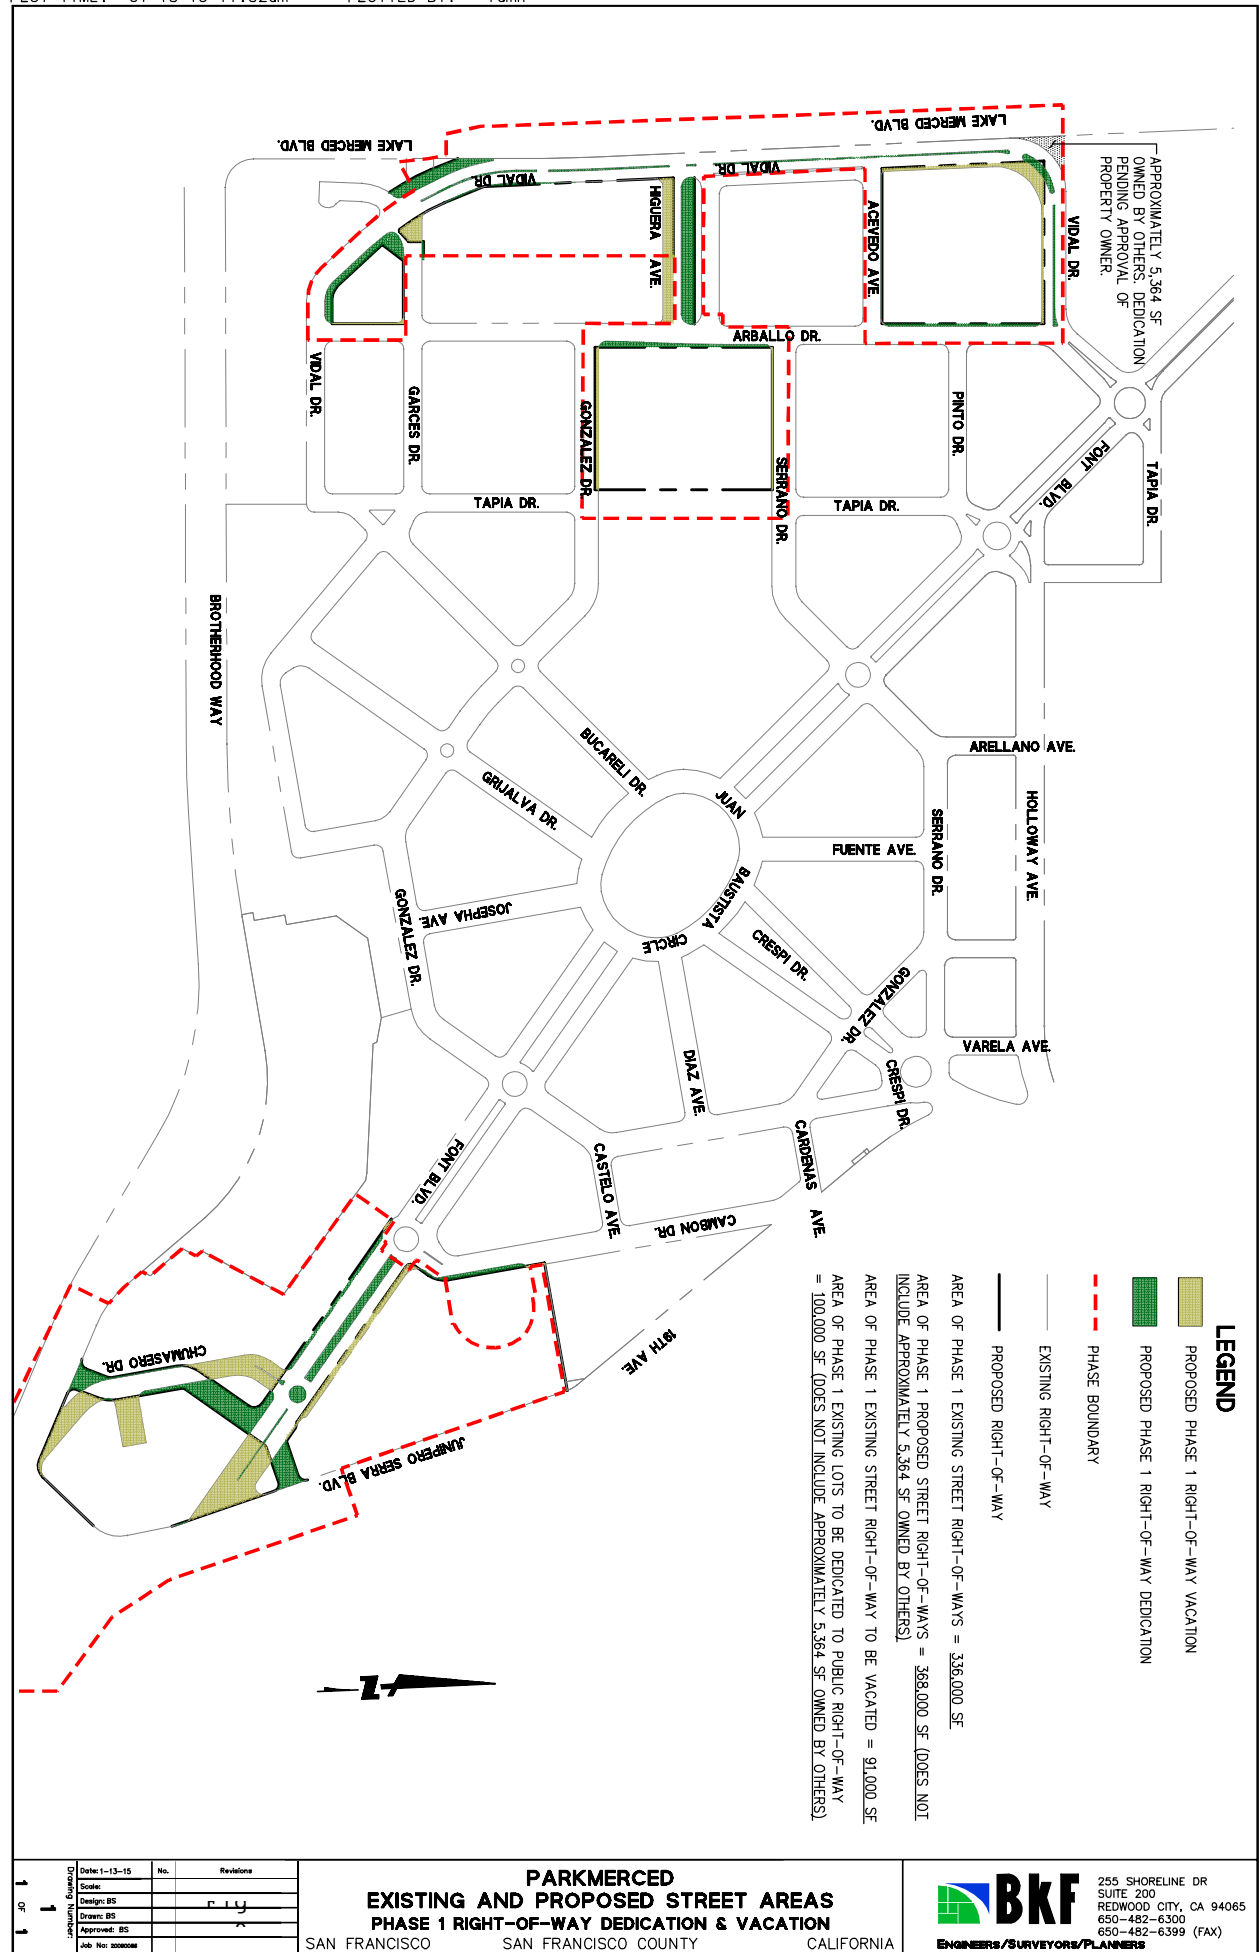 LAKE MERCED BLVD.
LAKE MERCED BLVD.
VIDAL DR.
VIDAL DR
HIGUERA AVE.
ACEVEDO AVE.
VIDAL DR.
APPROXIMATELY 5,364 SF
OWNED BY OTHERS. DEDICATION
PENDING APPROVAL OF
PROPERTY OWNER.
ARBALLO DR.
VIDAL DR.
GARCES DR.
GONZALEZ DR.
SERRANO DR.
PINTO DR.
FONT BLVD.
TAPIA DR.
TAPIA DR.
TAPIA DR.
BROTHERHOOD WAY
BUCARELI DR.
GRIJALVA DR.
JUAN
BAUSTISTA
CIRCLE
ARELLANO AVE.
HOLLOWAY AVE.
SERRANO DR.
FUENTE AVE.
JOSEPHA AVE.
GONZALEZ DR.
CRESPI DR.
GONZALEZ DR.
VARELA AVE.
CRESPI DR.
DIAZ AVE.
CARDENAS AVE.
CASTELO AVE.
FONT BLVD.
CAMBON DR.
19TH AVE.
CHUMASERO DR.
JUNIPERO SERRA BLVD.
LEGEND
PROPOSED PHASE 1 RIGHT-OF-WAY VACATION
PROPOSED PHASE 1 RIGHT-OF-WAY DEDICATION
PHASE BOUNDARY
EXISTING RIGHT-OF-WAY
PROPOSED RIGHT-OF-WAY
AREA OF PHASE 1 EXISTING STREET RIGHT-OF-WAYS = 336,000 SF
AREA OF PHASE 1 PROPOSED STREET RIGHT-OF-WAYS = 368,000 SF (DOES NOT
INCLUDE APPROXIMATELY 5,364 SF OWNED BY OTHERS)
AREA OF PHASE 1 EXISTING STREET RIGHT-OF-WAY TO BE VACATED = 91,000 SF
AREA OF PHASE 1 EXISTING LOTS TO BE DEDICATED TO PUBLIC RIGHT-OF-WAY
= 100,000 SF (DOES NOT INCLUDE APPROXIMATELY 5,364 SF OWNED BY OTHERS)
Z
Drawing Number:
1
1 OF 1
Date: 1-13-15
No.
Revisions
Scale:
Design: BS
Drawn: BS
Approved: BS
Job No: 20080088
PARKMERCED
EXISTING AND PROPOSED STREET AREAS
PHASE 1 RIGHT-OF-WAY DEDICATION & VACATION
SAN FRANCISCO SAN FRANCISCO COUNTY CALIFORNIA
BKF
ENGINEERS/SURVEYORS/PLANNERS
255 SHORELINE DR
SUITE 200
REDWOOD CITY, CA 94065
650-482-6300
650-482-6399 (FAX)